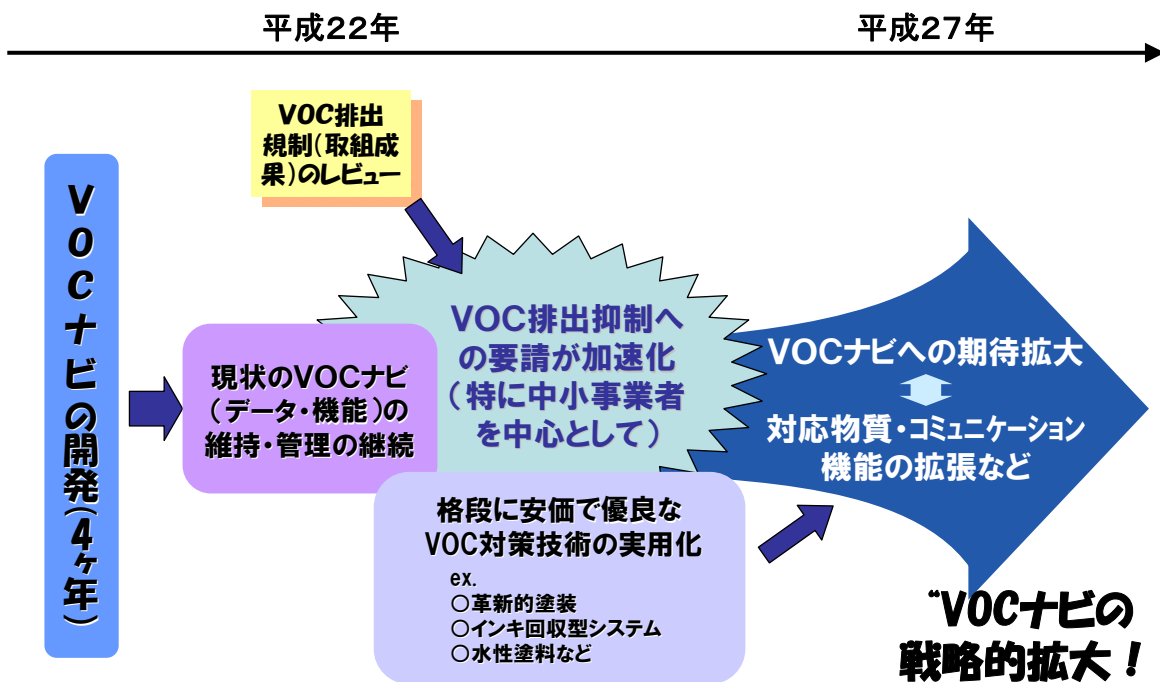 平成22年
平成27年
VOC排出
規制(取組成
果)のレビュー
VOCナビの開発(4ヶ年)
現状のVOCナビ
(データ・機能)の
維持・管理の継続
VOC排出抑制へ
の要請が加速化
(特に中小事業者
を中心として)
格段に安価で優良な
VOC対策技術の実用化
ex.
○革新的塗装
○インキ回収型システム
○水性塗料など
VOCナビへの期待拡大
対応物質・コミュニケーション
機能の拡張など
“VOCナビの
戦略的拡大!